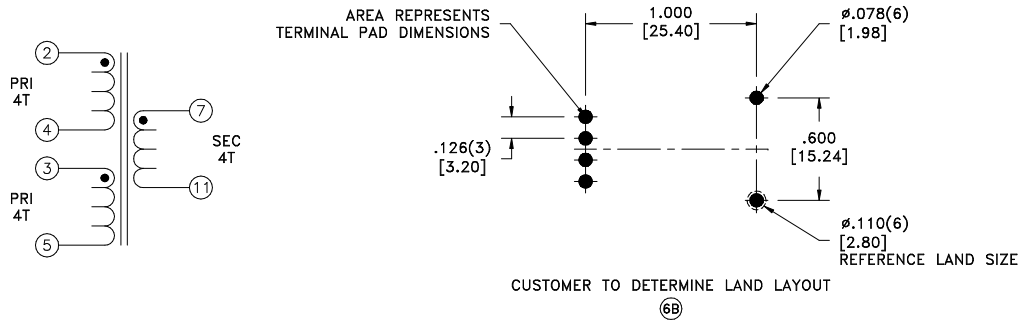 2
PRI
4T
4
3
PRI
4T
5
7
SEC
4T
11
AREA REPRESENTS
TERMINAL PAD DIMENSIONS
1.000
[25.40]
ø.078(6)
[1.98]
.126(3)
[3.20]
.600
[15.24]
ø.110(6)
[2.80]
REFERENCE LAND SIZE
CUSTOMER TO DETERMINE LAND LAYOUT
6B